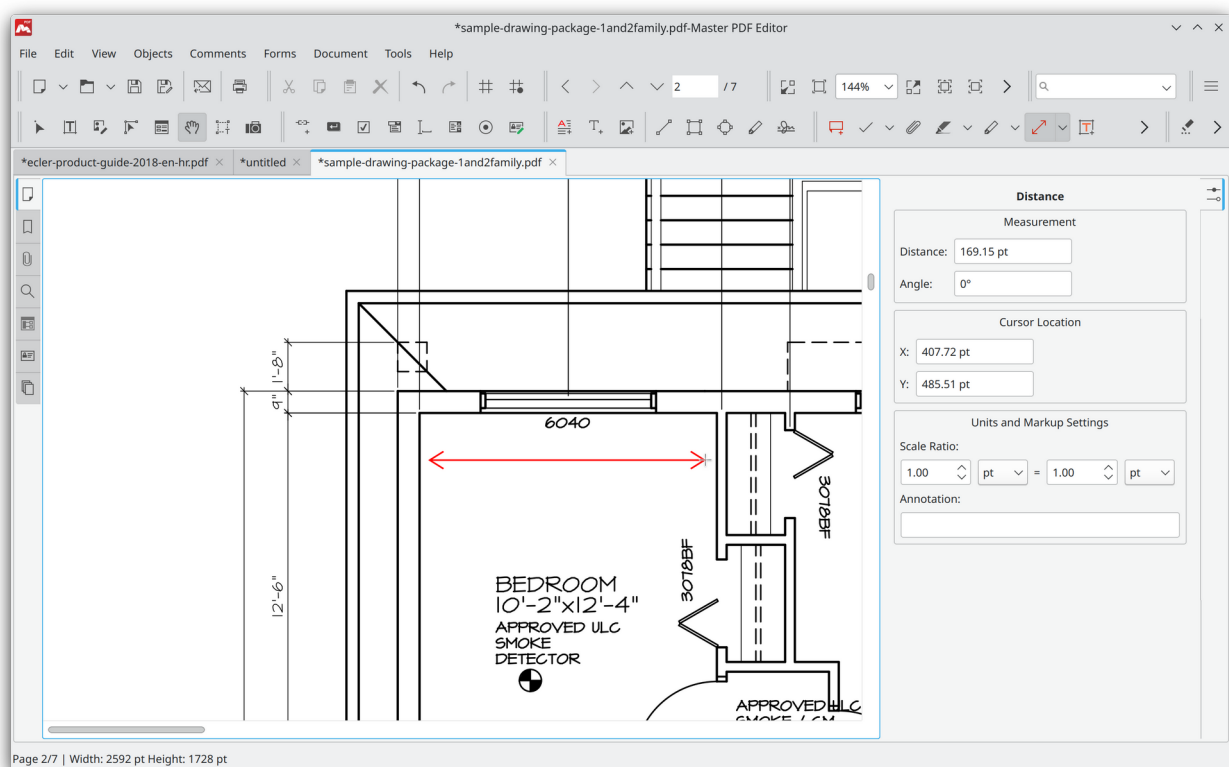 *sample-drawing-package-1and2family.pdf-Master PDF Editor
File Edit View Objects Comments Forms Document Tools Help
2 / 7 144%
*ecler-product-guide-2018-en-hr.pdf *untitled *sample-drawing-package-1and2family.pdf
1'-8"
9"
12'-6"
6040
3078BF
3078BF
BEDROOM
10'-2"x12'-4"
APPROVED ULC
SMOKE
DETECTOR
APPROVED ULC
SMOKE / CM
Distance
Measurement
Distance: 169.15 pt
Angle: 0°
Cursor Location
X: 407.72 pt
Y: 485.51 pt
Units and Markup Settings
Scale Ratio:
1.00 pt = 1.00 pt
Annotation:
Page 2/7 | Width: 2592 pt Height: 1728 pt